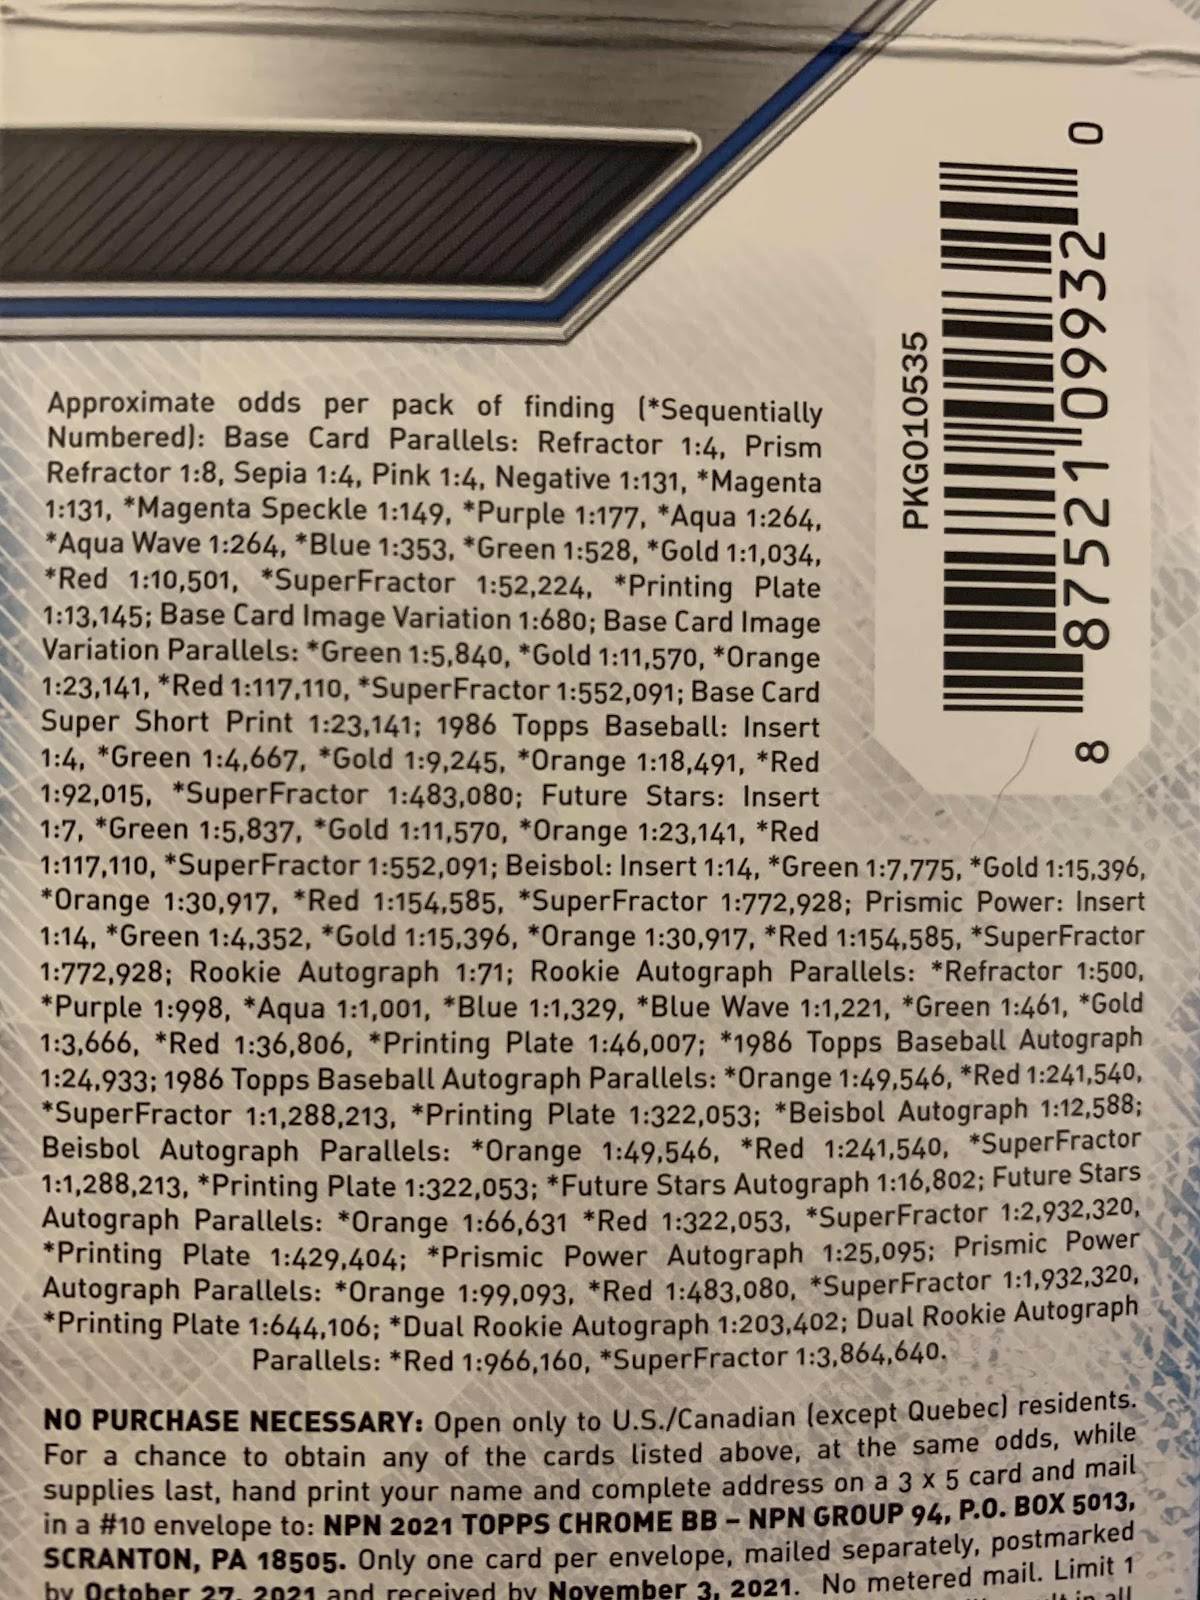 PKG010535
8 87521 09932 0
Approximate odds per pack of finding (*Sequentially
Numbered): Base Card Parallels: Refractor 1:4, Prism
Refractor 1:8, Sepia 1:4, Pink 1:4, Negative 1:131, *Magenta
1:131, *Magenta Speckle 1:149, *Purple 1:177, *Aqua 1:264,
*Aqua Wave 1:264, *Blue 1:353, *Green 1:528, *Gold 1:1,034,
*Red 1:10,501, *SuperFractor 1:52,224, *Printing Plate
1:13,145; Base Card Image Variation 1:680; Base Card Image
Variation Parallels: *Green 1:5,840, *Gold 1:11,570, *Orange
1:23,141, *Red 1:117,110, *SuperFractor 1:552,091; Base Card
Super Short Print 1:23,141; 1986 Topps Baseball: Insert
1:4, *Green 1:4,667, *Gold 1:9,245, *Orange 1:18,491, *Red
1:92,015, *SuperFractor 1:483,080; Future Stars: Insert
1:7, *Green 1:5,837, *Gold 1:11,570, *Orange 1:23,141, *Red
1:117,110, *SuperFractor 1:552,091; Beisbol: Insert 1:14, *Green 1:7,775, *Gold 1:15,396,
*Orange 1:30,917, *Red 1:154,585, *SuperFractor 1:772,928; Prismic Power: Insert
1:14, *Green 1:4,352, *Gold 1:15,396, *Orange 1:30,917, *Red 1:154,585, *SuperFractor
1:772,928; Rookie Autograph 1:71; Rookie Autograph Parallels: *Refractor 1:500,
*Purple 1:998, *Aqua 1:1,001, *Blue 1:1,329, *Blue Wave 1:1,221, *Green 1:461, *Gold
1:3,666, *Red 1:36,806, *Printing Plate 1:46,007; *1986 Topps Baseball Autograph
1:24,933; 1986 Topps Baseball Autograph Parallels: *Orange 1:49,546, *Red 1:241,540,
*SuperFractor 1:1,288,213, *Printing Plate 1:322,053; *Beisbol Autograph 1:12,588;
Beisbol Autograph Parallels: *Orange 1:49,546, *Red 1:241,540, *SuperFractor
1:1,288,213, *Printing Plate 1:322,053; *Future Stars Autograph 1:16,802; Future Stars
Autograph Parallels: *Orange 1:66,631 *Red 1:322,053, *SuperFractor 1:2,932,320,
*Printing Plate 1:429,404; *Prismic Power Autograph 1:25,095; Prismic Power
Autograph Parallels: *Orange 1:99,093, *Red 1:483,080, *SuperFractor 1:1,932,320,
*Printing Plate 1:644,106; *Dual Rookie Autograph 1:203,402; Dual Rookie Autograph
Parallels: *Red 1:966,160, *SuperFractor 1:3,864,640.
NO PURCHASE NECESSARY: Open only to U.S./Canadian (except Quebec) residents.
For a chance to obtain any of the cards listed above, at the same odds, while
supplies last, hand print your name and complete address on a 3 x 5 card and mail
in a #10 envelope to: NPN 2021 TOPPS CHROME BB – NPN GROUP 94, P.O. BOX 5013,
SCRANTON, PA 18505. Only one card per envelope, mailed separately, postmarked
by October 27, 2021 and received by November 3, 2021. No metered mail. Limit 1
in all